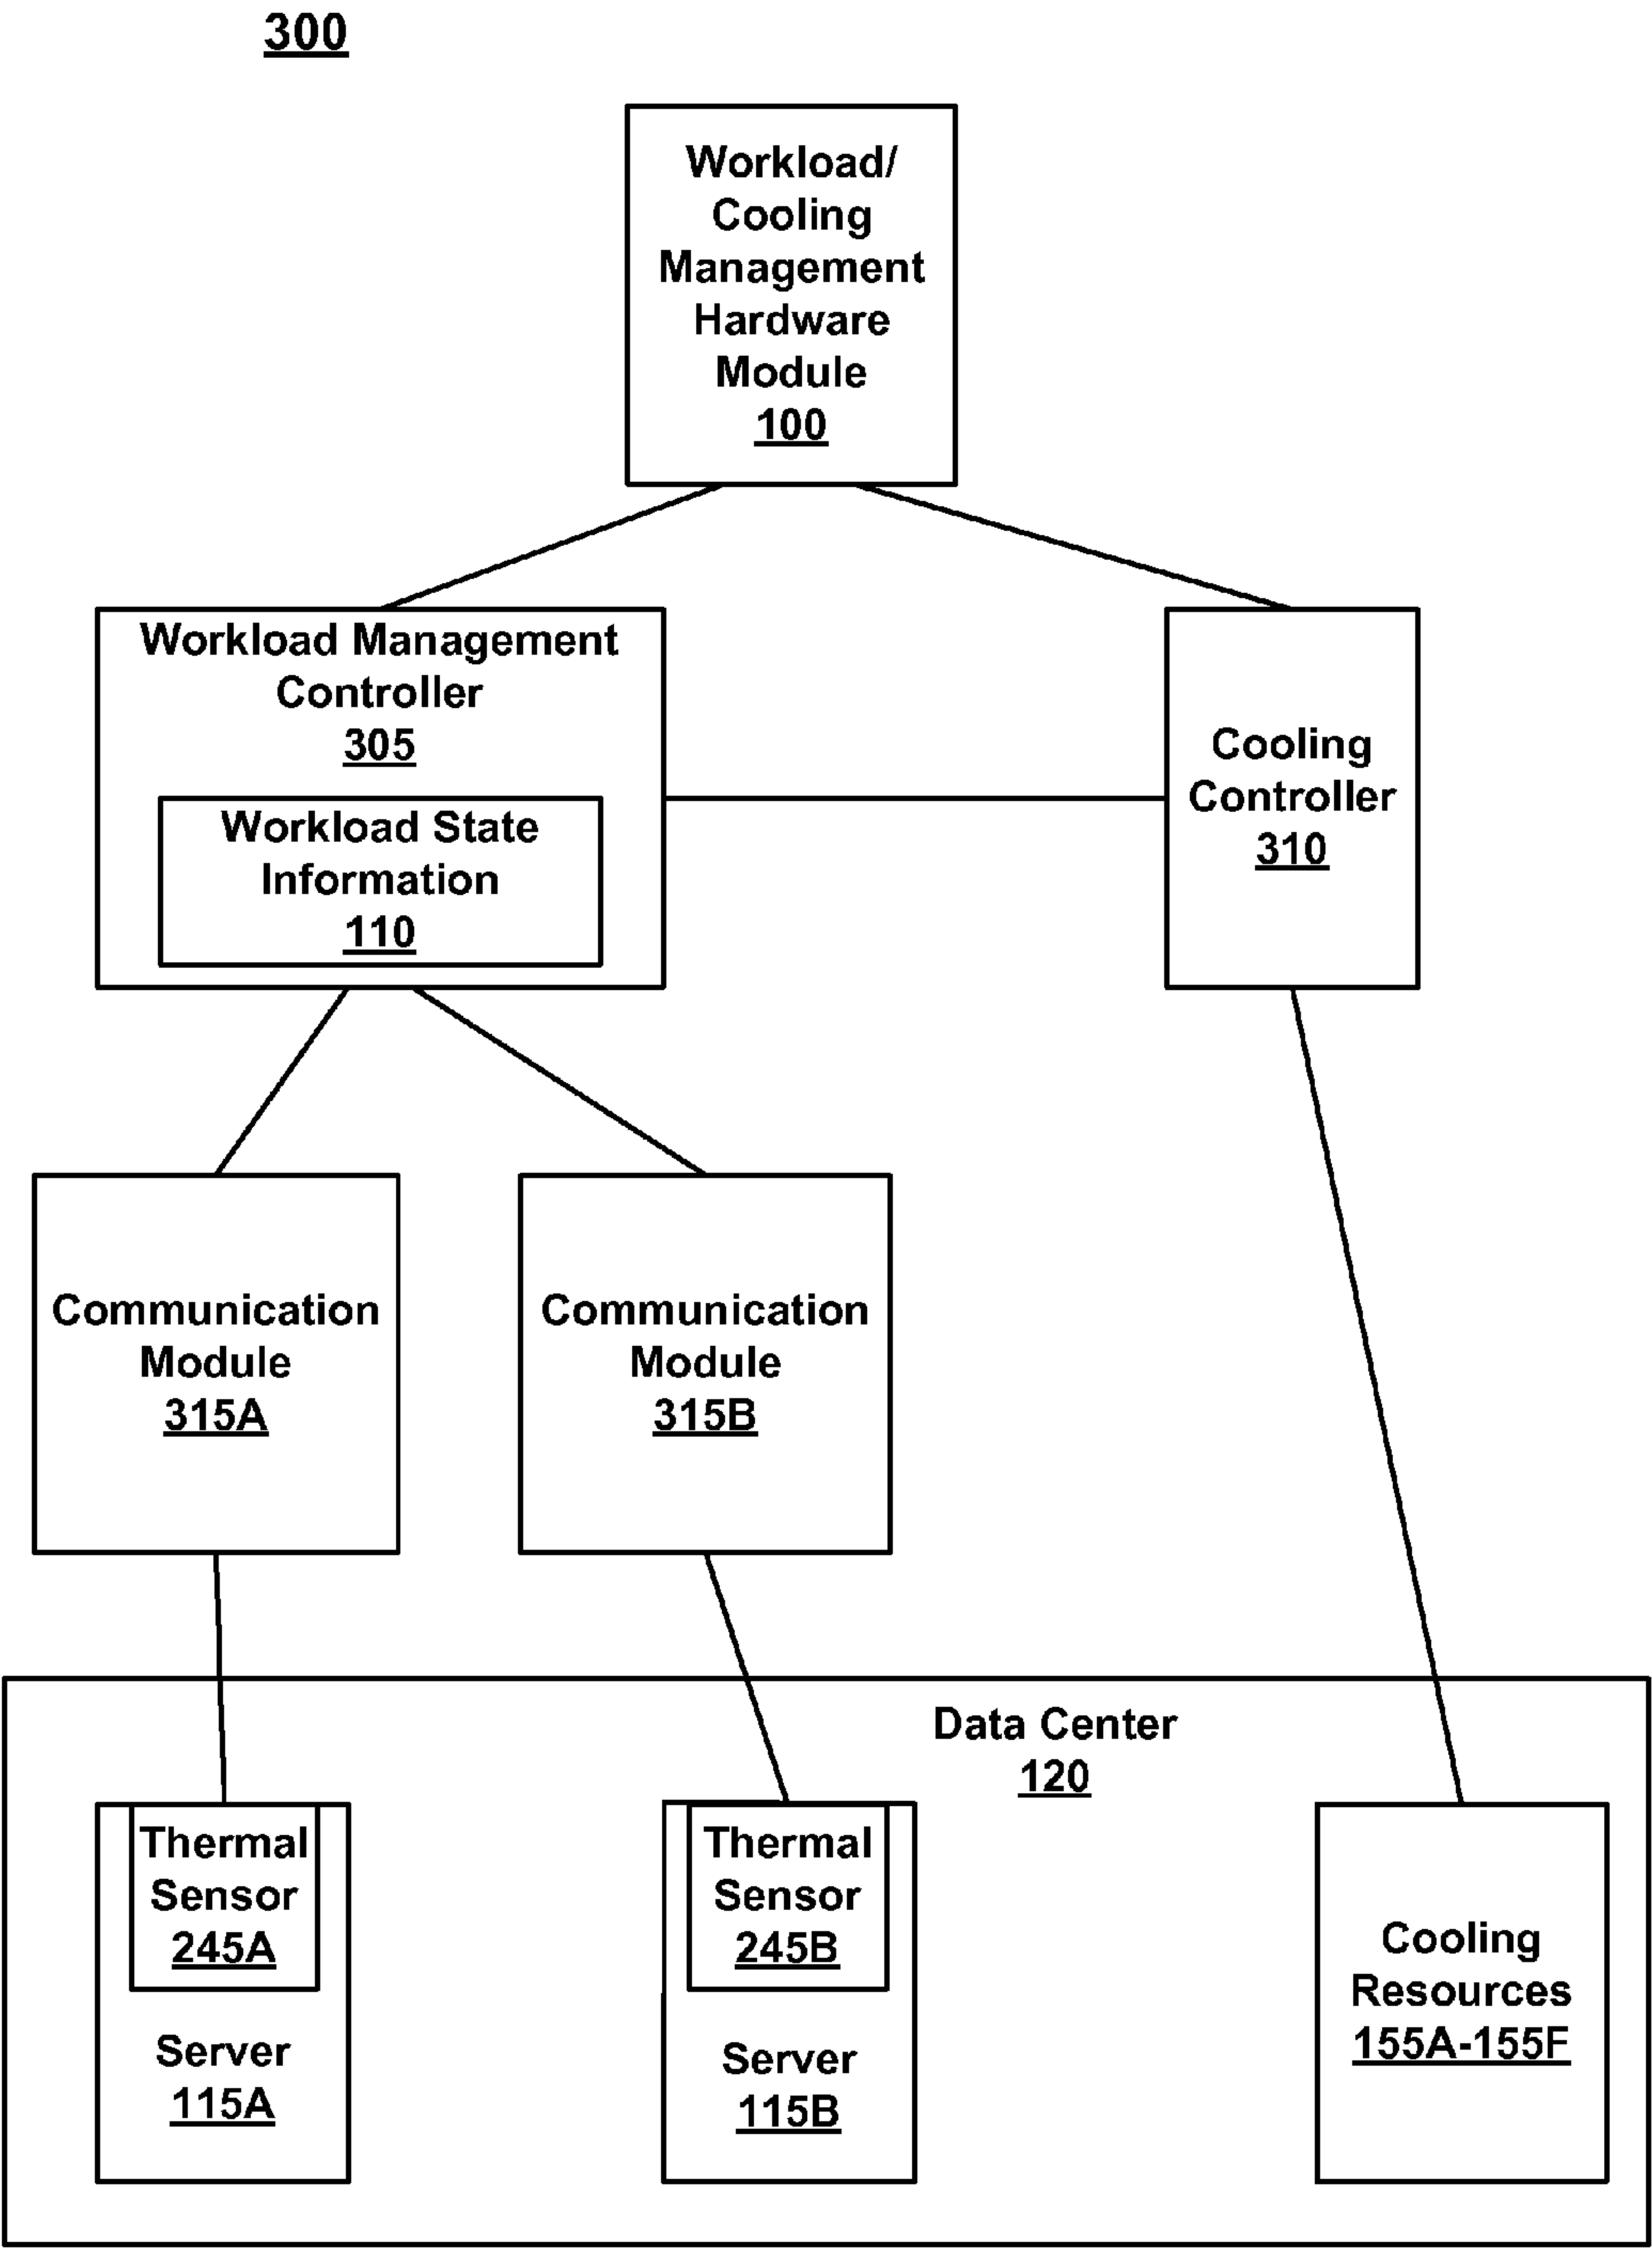 300
Workload/
Cooling
Management
Hardware
Module
100
Workload Management
Controller
305
Workload State
Information
110
Cooling
Controller
310
Communication
Module
315A
Communication
Module
315B
Data Center
120
Thermal
Sensor
245A
Server
115A
Thermal
Sensor
245B
Server
115B
Cooling
Resources
155A-155F